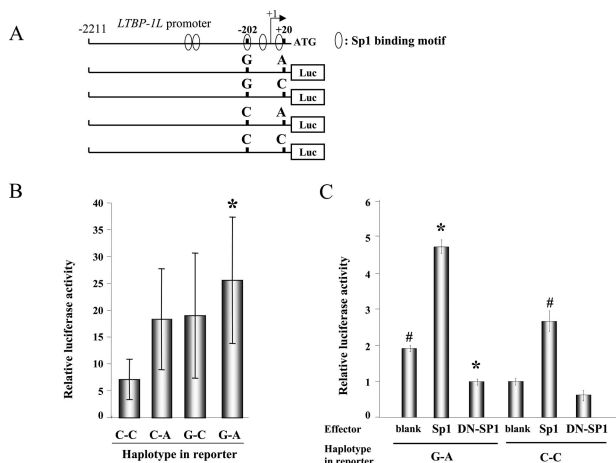 A
LTBP-1L promoter
-2211
-202
+1
+20
ATG
: Sp1 binding motif
G A
Luc
G C
Luc
C A
Luc
C C
Luc
B
Relative luciferase activity
40
35
30
25
20
15
10
5
0
*
C-C C-A G-C G-A
Haplotype in reporter
C
Relative luciferase activity
6
5
4
3
2
1
0
# * * #
Effector blank Sp1 DN-SP1 blank Sp1 DN-SP1
Haplotype
in reporter
G-A C-C